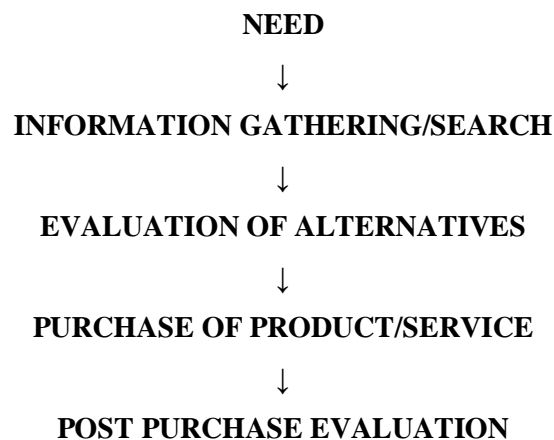 NEED
↓
INFORMATION GATHERING/SEARCH
↓
EVALUATION OF ALTERNATIVES
↓
PURCHASE OF PRODUCT/SERVICE
↓
POST PURCHASE EVALUATION